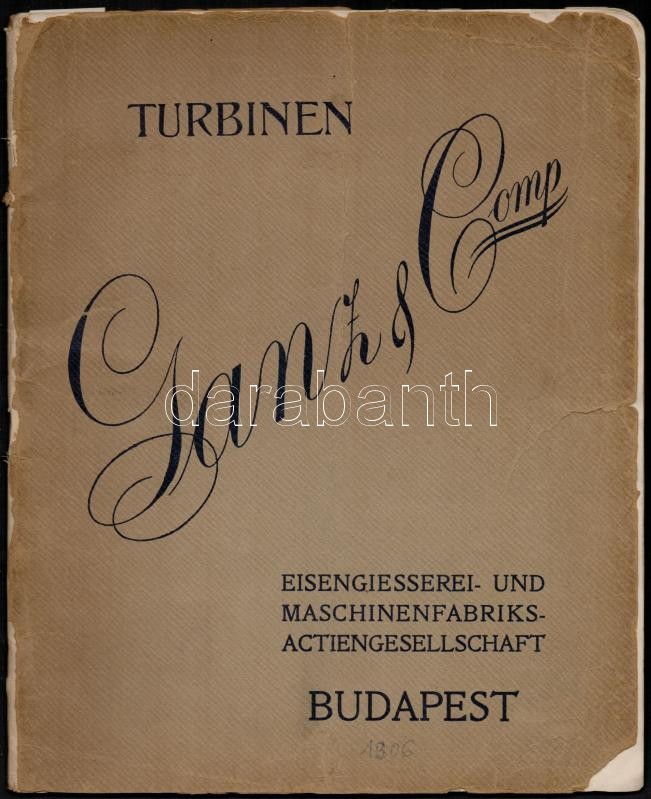 TURBINEN
Ganz & Comp
darabanth
EISENGIESSEREI- UND
MASCHINENFABRIKS-
ACTIENGESELLSCHAFT
BUDAPEST
1906